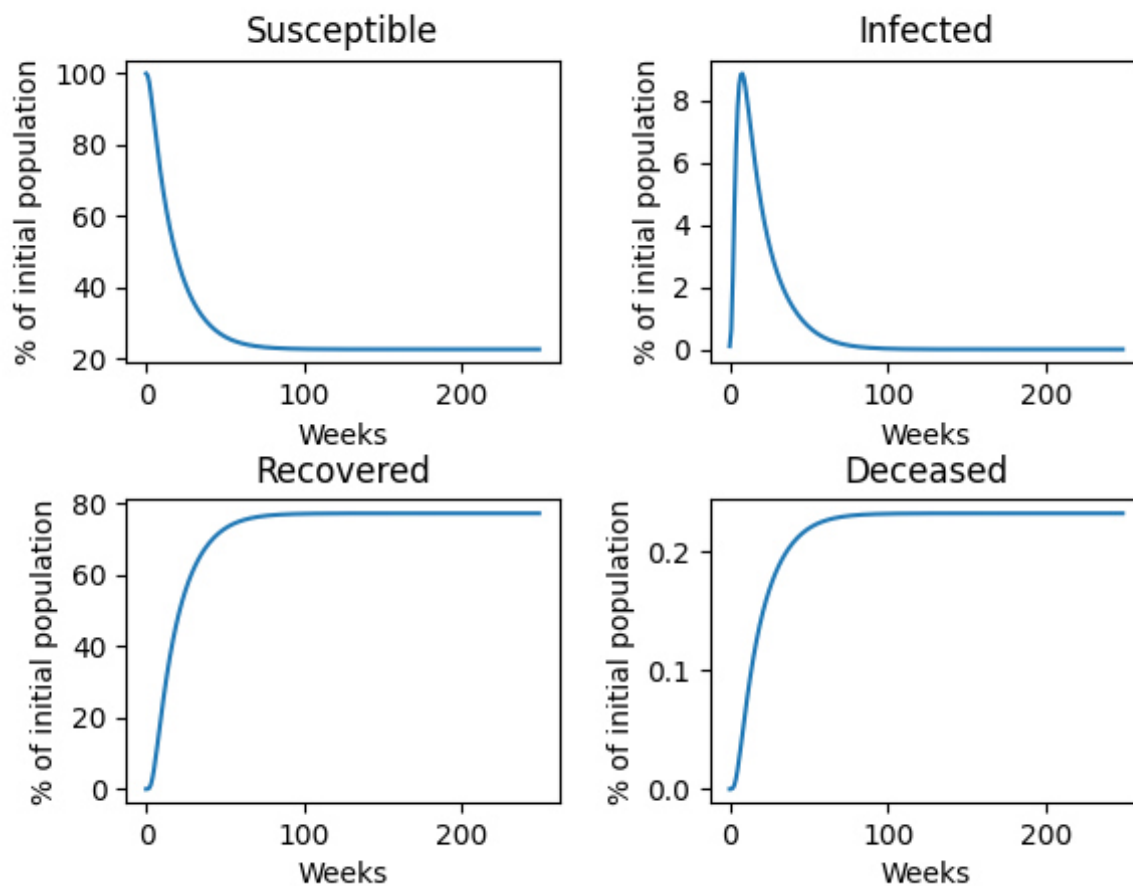 Susceptible
% of initial population
100
80
60
40
20
0
100
200
Weeks
Infected
% of initial population
8
6
4
2
0
0
100
200
Weeks
Recovered
% of initial population
80
60
40
20
0
0
100
200
Weeks
Deceased
% of initial population
0.2
0.1
0.0
0
100
200
Weeks